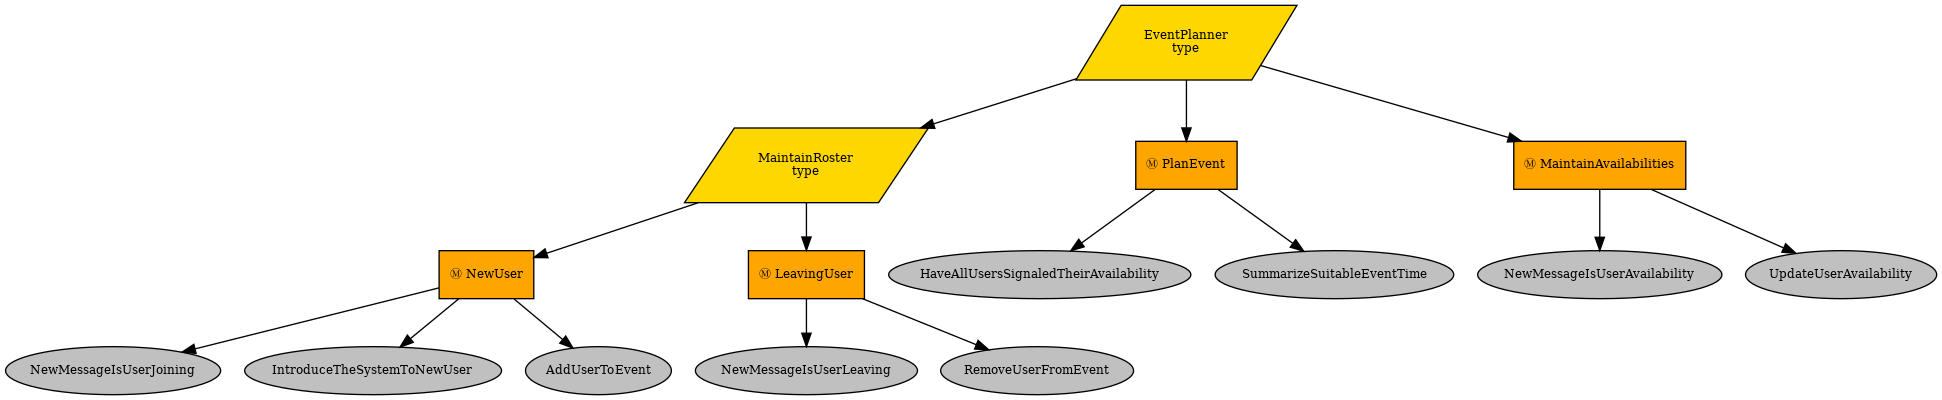 EventPlanner
type
MaintainRoster
type
Ⓜ PlanEvent
Ⓜ MaintainAvailabilities
Ⓜ NewUser
Ⓜ LeavingUser
HaveAllUsersSignaledTheirAvailability
SummarizeSuitableEventTime
NewMessageIsUserAvailability
UpdateUserAvailability
NewMessageIsUserJoining
IntroduceTheSystemToNewUser
AddUserToEvent
NewMessageIsUserLeaving
RemoveUserFromEvent